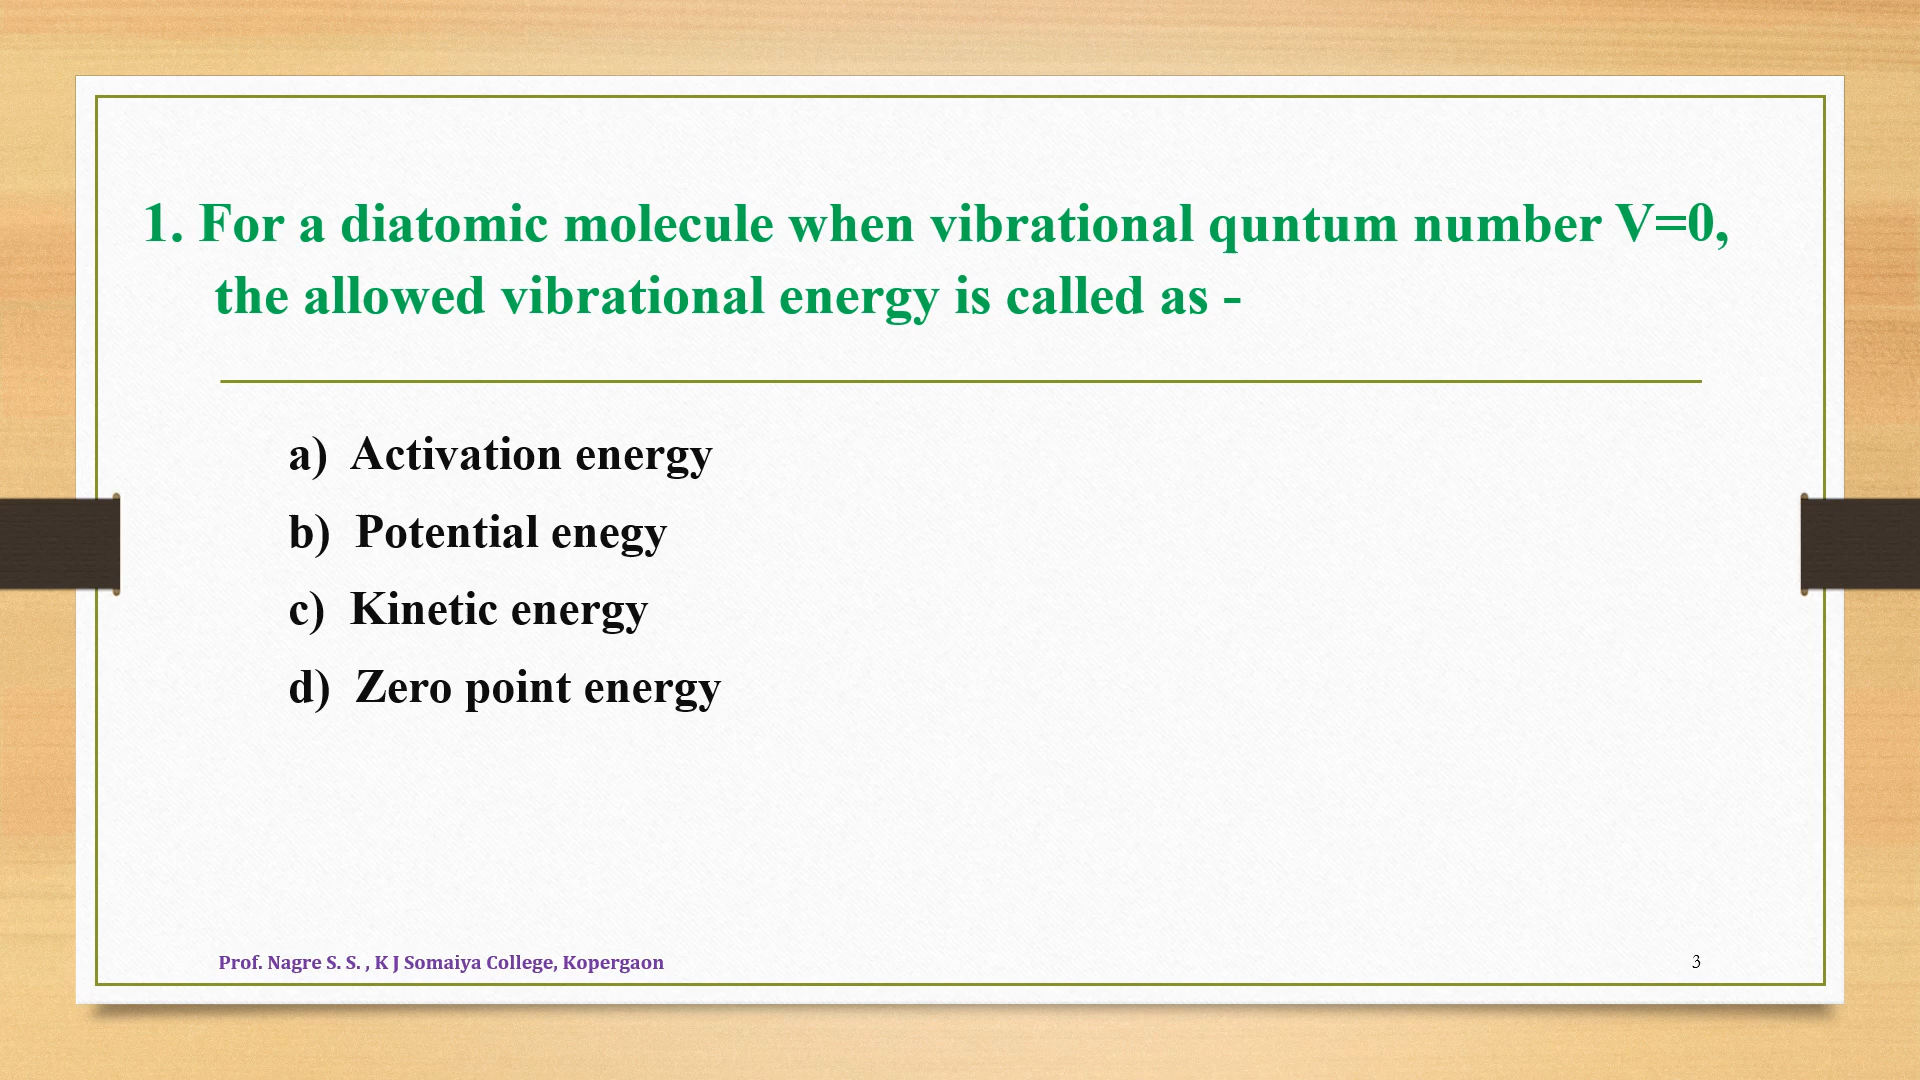 1. For a diatomic molecule when vibrational quntum number V=0,
the allowed vibrational energy is called as -
a) Activation energy
b) Potential enegy
c) Kinetic energy
d) Zero point energy
Prof. Nagre S. S. , K J Somaiya College, Kopergaon
3